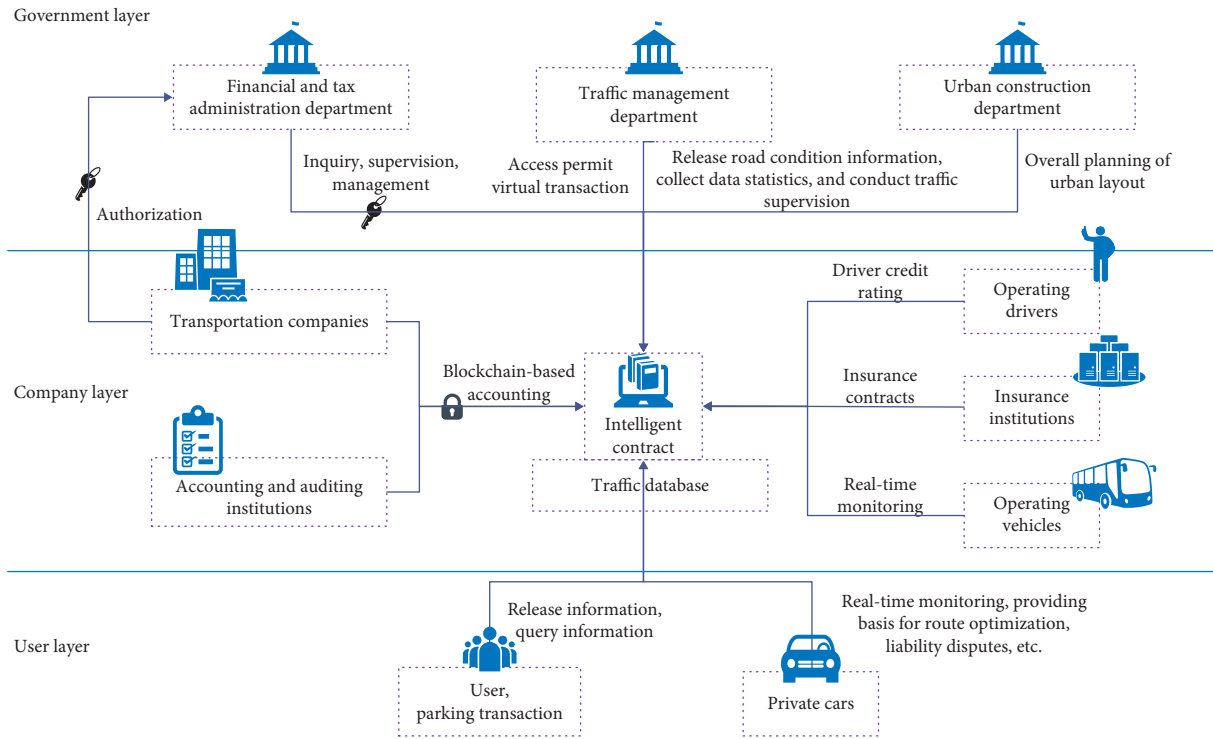 Government layer
Financial and tax
administration department
Traffic management
department
Urban construction
department
Inquiry, supervision,
management
Access permit
virtual transaction
Release road condition information,
collect data statistics, and conduct traffic
supervision
Overall planning of
urban layout
Authorization
Company layer
Transportation companies
Accounting and auditing
institutions
Blockchain-based
accounting
Intelligent
contract
Traffic database
Driver credit
rating
Operating
drivers
Insurance
contracts
Insurance
institutions
Real-time
monitoring
Operating
vehicles
User layer
Release information,
query information
User,
parking transaction
Real-time monitoring, providing
basis for route optimization,
liability disputes, etc.
Private cars